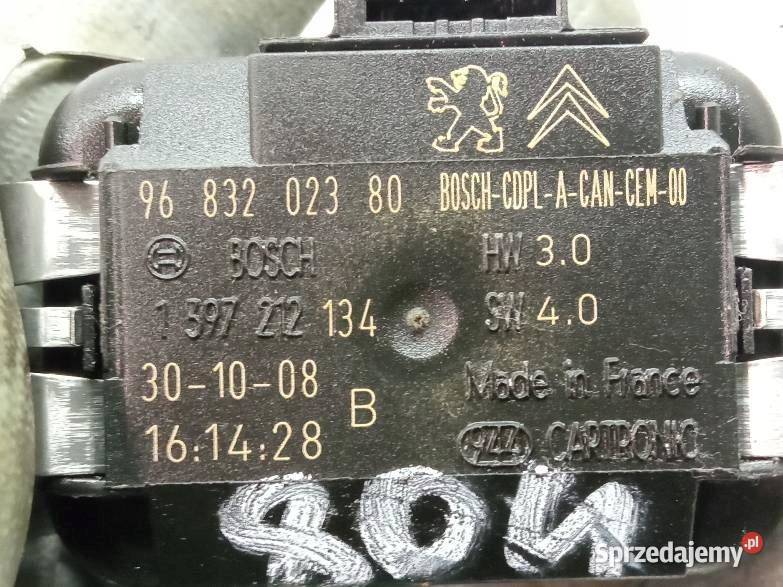 96 832 023 80 BOSCH-CDPL-A-CAN-CEM-00
BOSCH HW 3.0
1 397 212 134 SW 4.0
30-10-08 B Made in France
16:14:28 CARTRONIC
804
sprzedajemy.pl